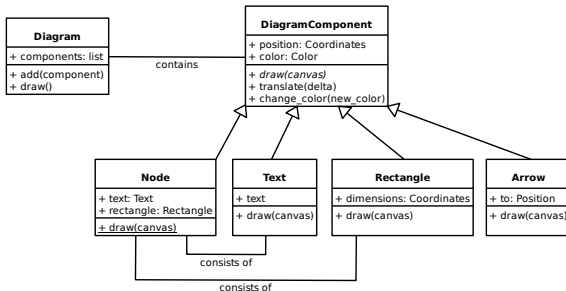 Diagram
+ components: list
+ add(component)
+ draw()
contains
DiagramComponent
+ position: Coordinates
+ color: Color
+ draw(canvas)
+ translate(delta)
+ change_color(new_color)
Node
+ text: Text
+ rectangle: Rectangle
+ draw(canvas)
Text
+ text
+ draw(canvas)
Rectangle
+ dimensions: Coordinates
+ draw(canvas)
Arrow
+ to: Position
+ draw(canvas)
consists of
consists of